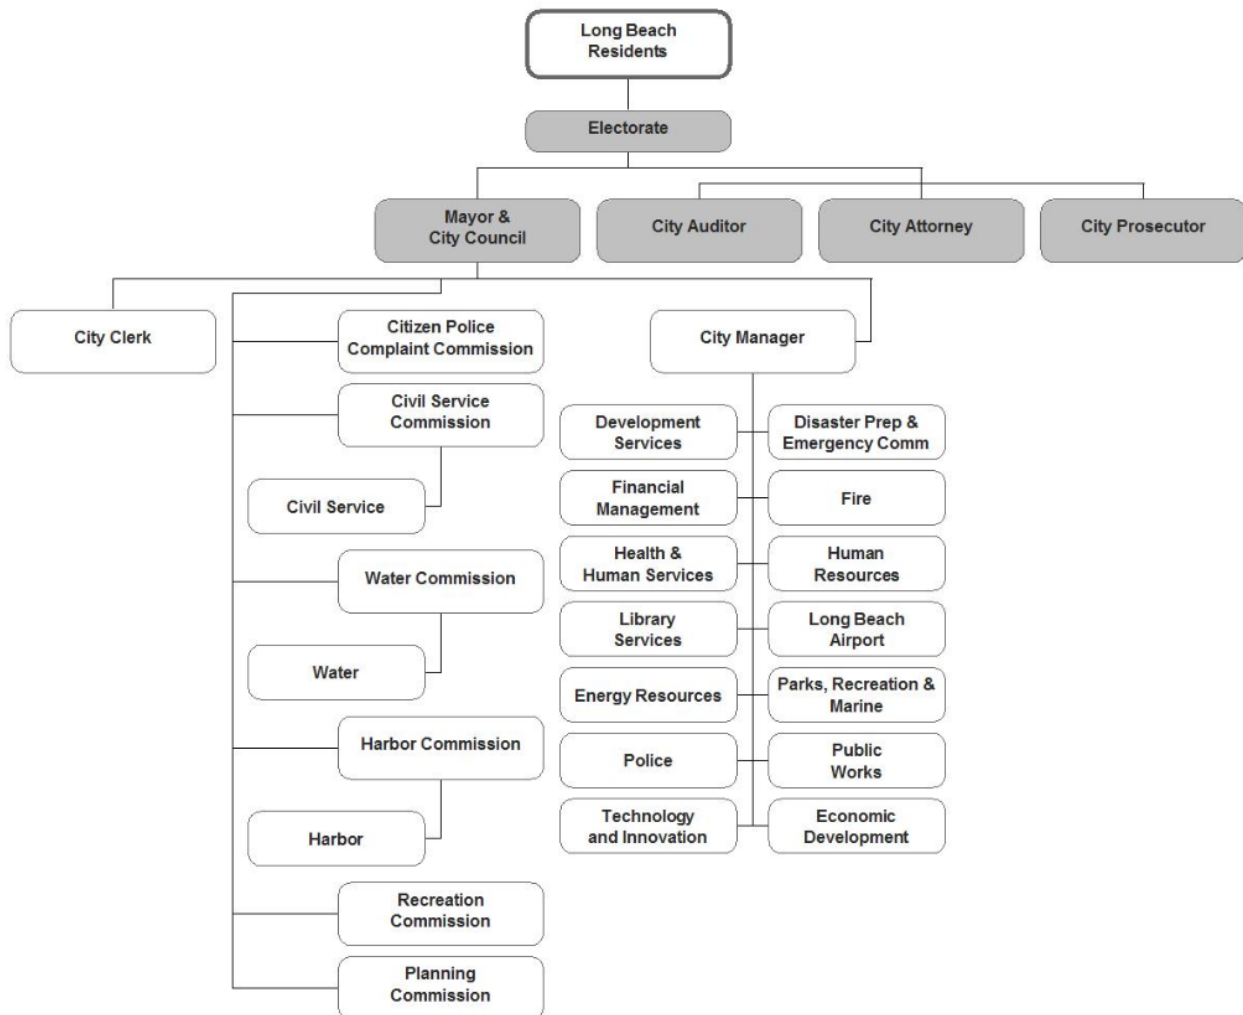 Long Beach
Residents
Electorate
Mayor &
City Council
City Auditor
City Attorney
City Prosecutor
City Clerk
Citizen Police
Complaint Commission
Civil Service
Commission
Civil Service
Water Commission
Water
Harbor Commission
Harbor
Recreation
Commission
Planning
Commission
City Manager
Development
Services
Disaster Prep &
Emergency Comm
Financial
Management
Fire
Health &
Human Services
Human
Resources
Library
Services
Long Beach
Airport
Energy Resources
Parks, Recreation &
Marine
Police
Public
Works
Technology
and Innovation
Economic
Development